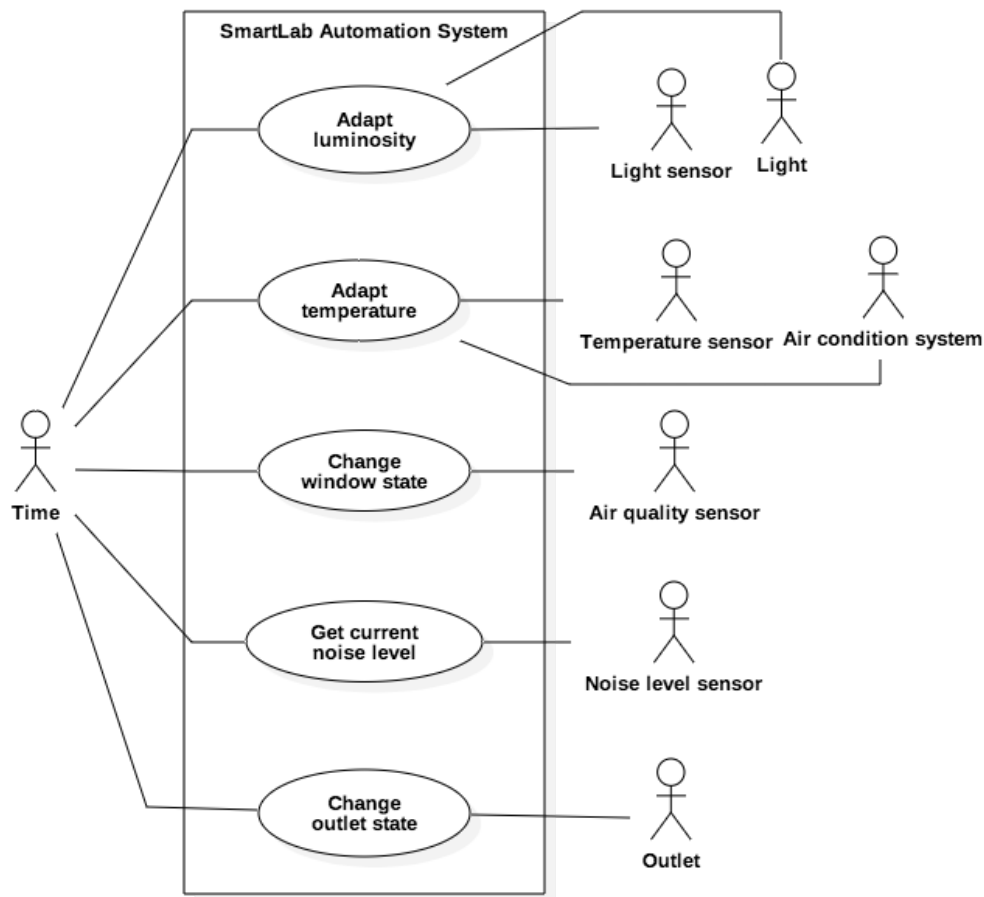 SmartLab Automation System
Adapt
luminosity
Light sensor
Light
Adapt
temperature
Temperature sensor
Air condition system
Time
Change
window state
Air quality sensor
Get current
noise level
Noise level sensor
Change
outlet state
Outlet